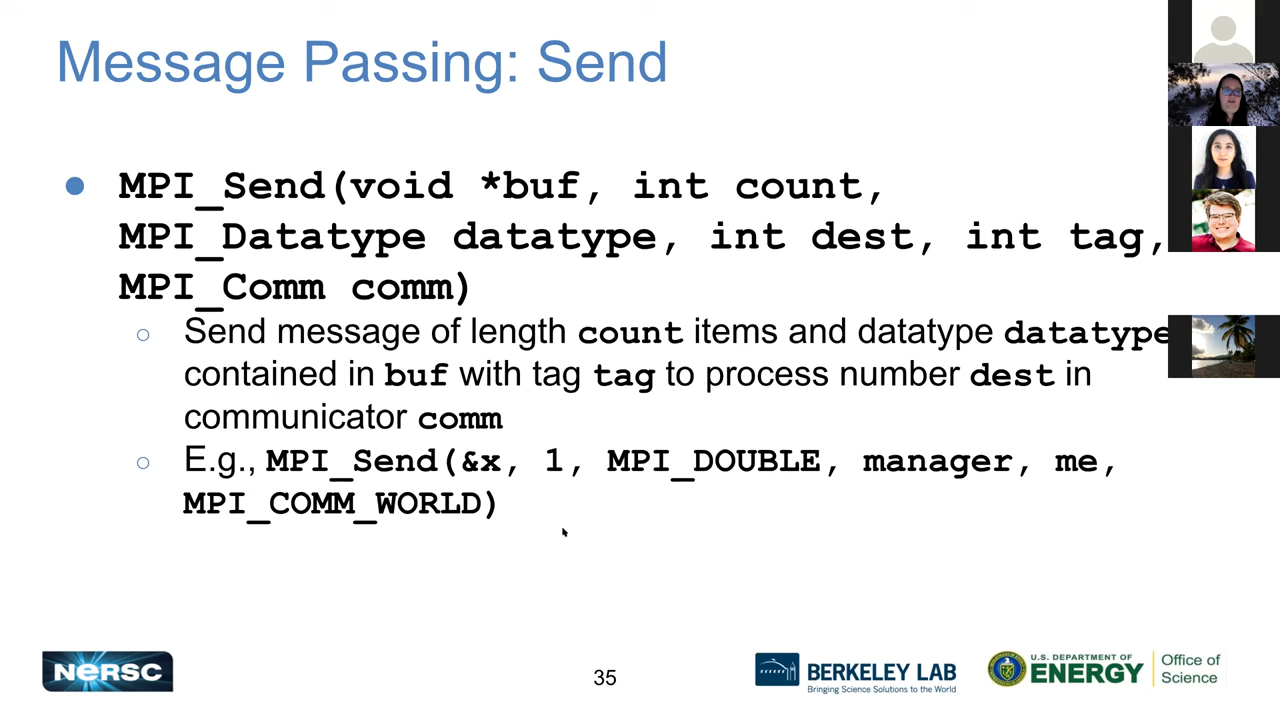 Message Passing: Send
● MPI_Send(void *buf, int count,
MPI_Datatype datatype, int dest, int tag,
MPI_Comm comm)
○ Send message of length count items and datatype datatype
contained in buf with tag tag to process number dest in
communicator comm
○ E.g., MPI_Send(&x, 1, MPI_DOUBLE, manager, me,
MPI_COMM_WORLD)
NERSC
35
BERKELEY LAB
Bringing Science Solutions to the World
U.S. DEPARTMENT OF
ENERGY
Office of
Science